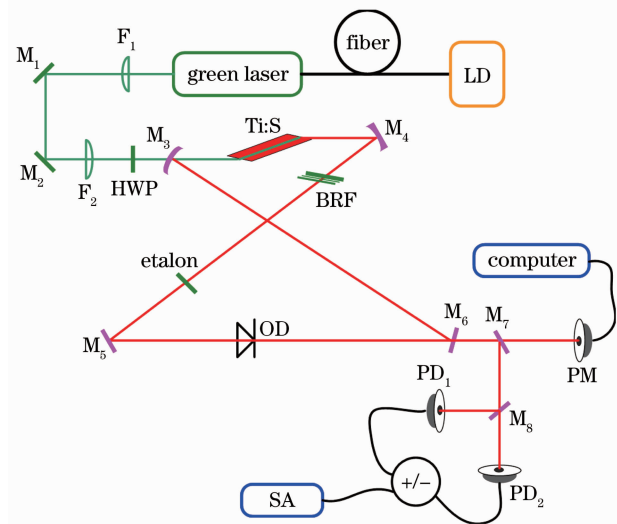 fiber
M₁
F₁
green laser
LD
Ti:S
M₃
M₄
M₂
F₂
HWP
BRF
etalon
computer
M₆
M₇
M₅
OD
PM
PD₁
M₈
+/−
SA
PD₂